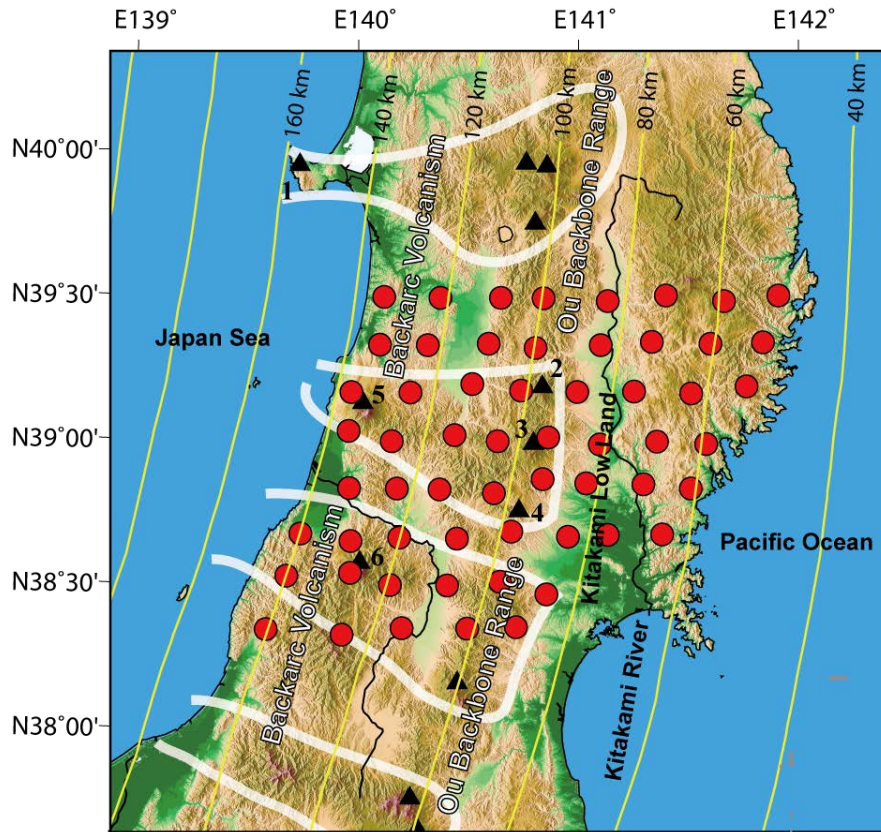 E139° E140° E141° E142°
160 km
140 km
120 km
100 km
80 km
60 km
40 km
N40°00'
N39°30'
N39°00'
N38°30'
N38°00'
1
Backarc Volcanism
Ou Backbone Range
Japan Sea
2
5
3
4
Kitakami Low Land
Pacific Ocean
6
Backarc Volcanism
Ou Backbone Range
Kitakami River